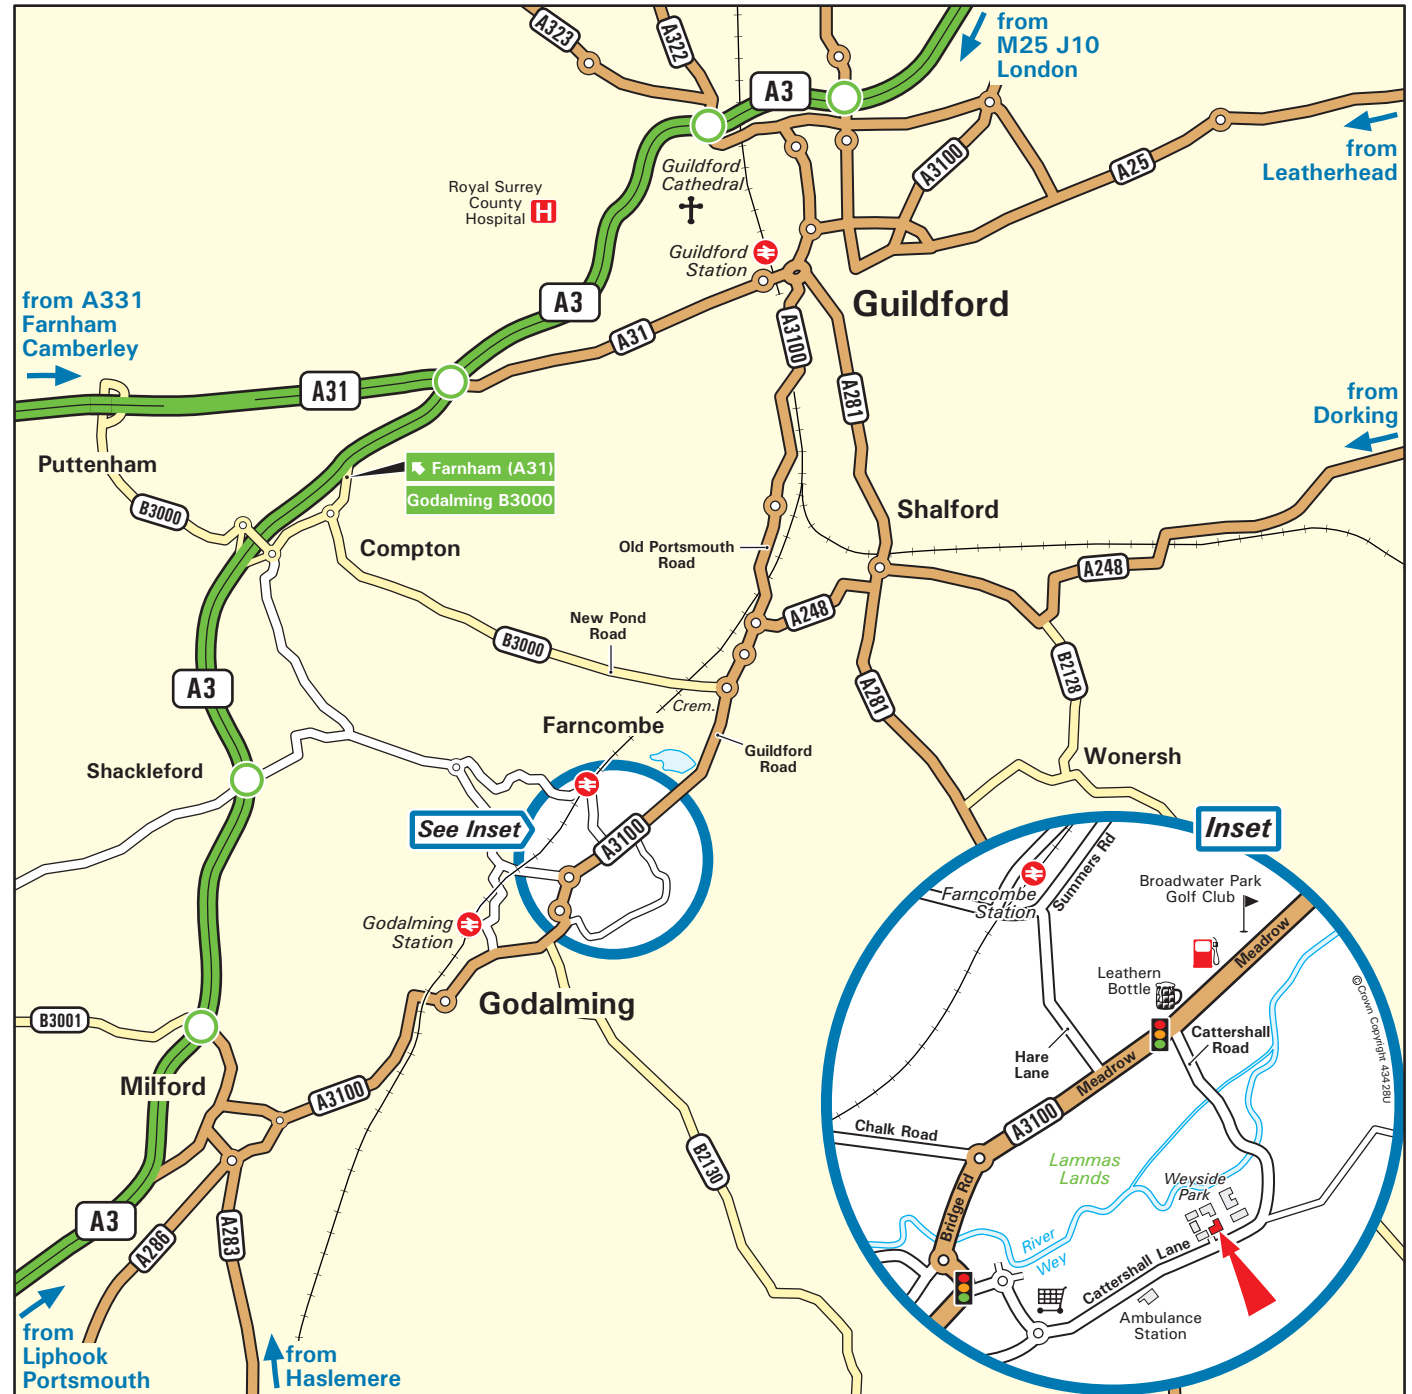 A323
A322
A3
from
M25 J10
London
from
Leatherhead
A3100
A25
Guildford
Cathedral
Royal Surrey
County
Hospital
H
Guildford
Station
Guildford
A3
A31
A3100
A281
from A331
Farnham
Camberley
A31
from
Dorking
Puttenham
Farnham (A31)
Godalming B3000
B3000
Compton
Shalford
Old Portsmouth
Road
A248
A248
New Pond
Road
B3000
B2128
A3
A281
Crem.
Farncombe
Guildford
Road
Wonersh
Shackleford
See Inset
A3100
Godalming
Station
Godalming
B3001
Milford
A3100
B2130
A3
A286
A283
from
Liphook
Portsmouth
from
Haslemere
Inset
Summers Rd
Farncombe
Station
Broadwater Park
Golf Club
Meadrow
Leathern
Bottle
Cattershall
Road
Hare
Lane
Meadrow
A3100
Chalk Road
Lammas
Lands
Weyside
Park
Bridge Rd
River
Wey
Cattershall Lane
Ambulance
Station
©Crown Copyright 43428U